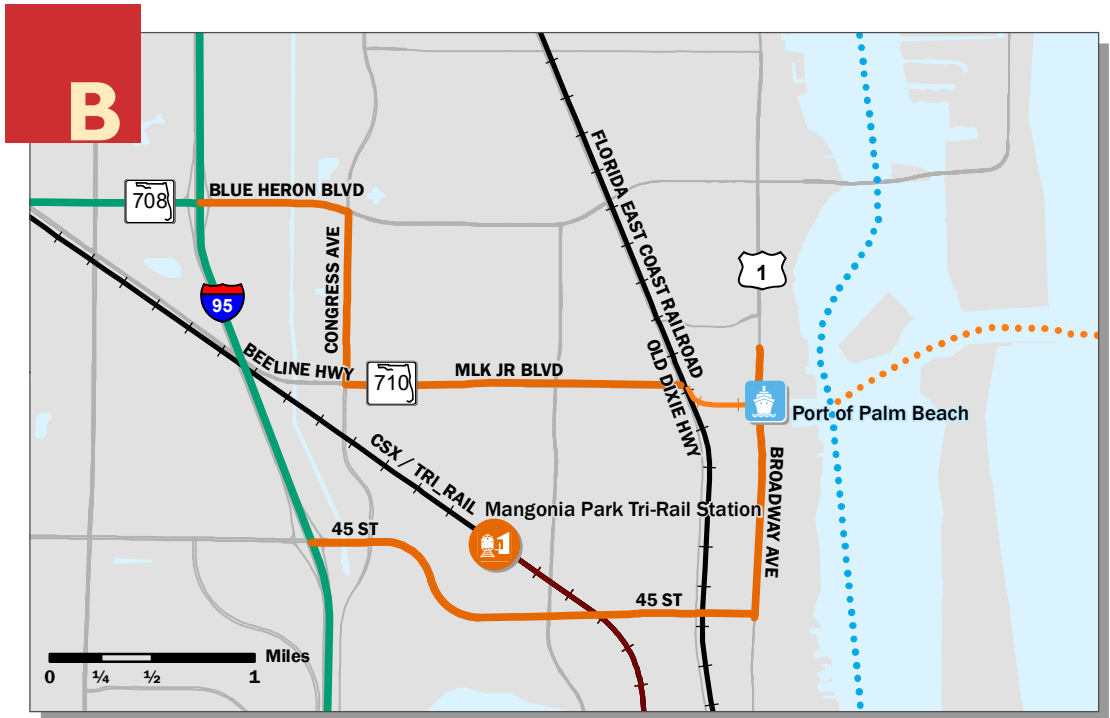 B
708
BLUE HERON BLVD
FLORIDA EAST COAST RAILROAD
CONGRESS AVE
1
95
BEELINE HWY
710
MLK JR BLVD
OLD DIXIE HWY
Port of Palm Beach
CSX / TRI_RAIL
BROADWAY AVE
Mangonia Park Tri-Rail Station
45 ST
45 ST
Miles
0 ¼ ½ 1